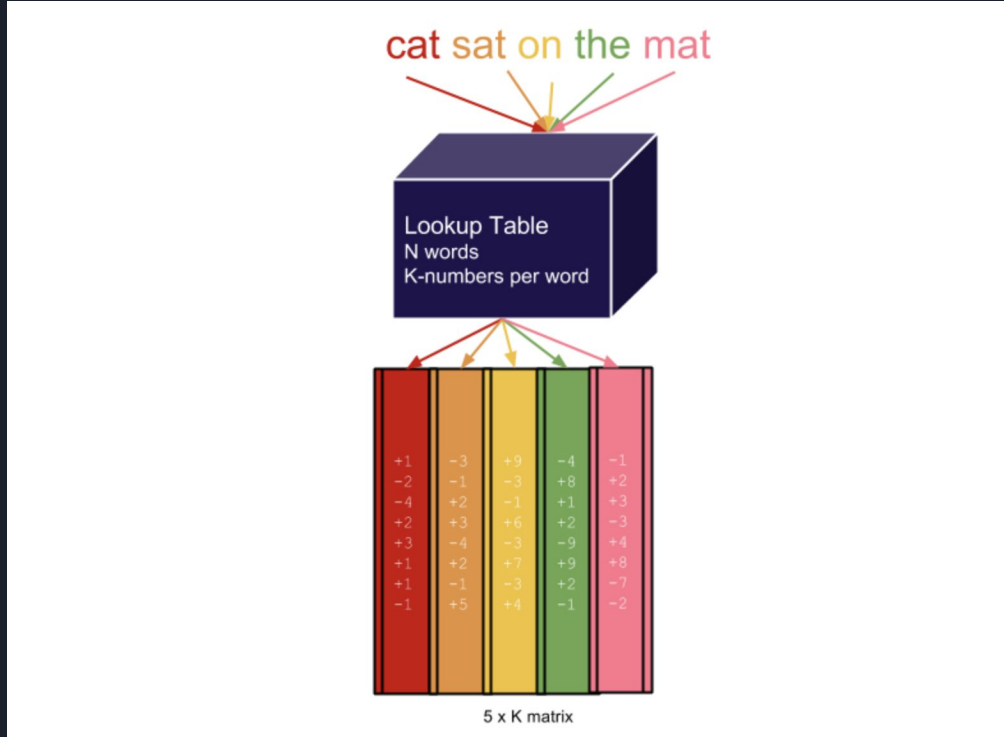 cat sat on the mat
Lookup Table
N words
K-numbers per word
+1 -3 +9 -4 -1
-2 -1 -3 +8 +2
-4 +2 -1 +1 +3
+2 +3 +6 +2 -3
+3 -4 -3 -9 +4
+1 +2 +7 +9 +8
+1 -1 -3 +2 -7
-1 +5 +4 -1 -2
5 x K matrix